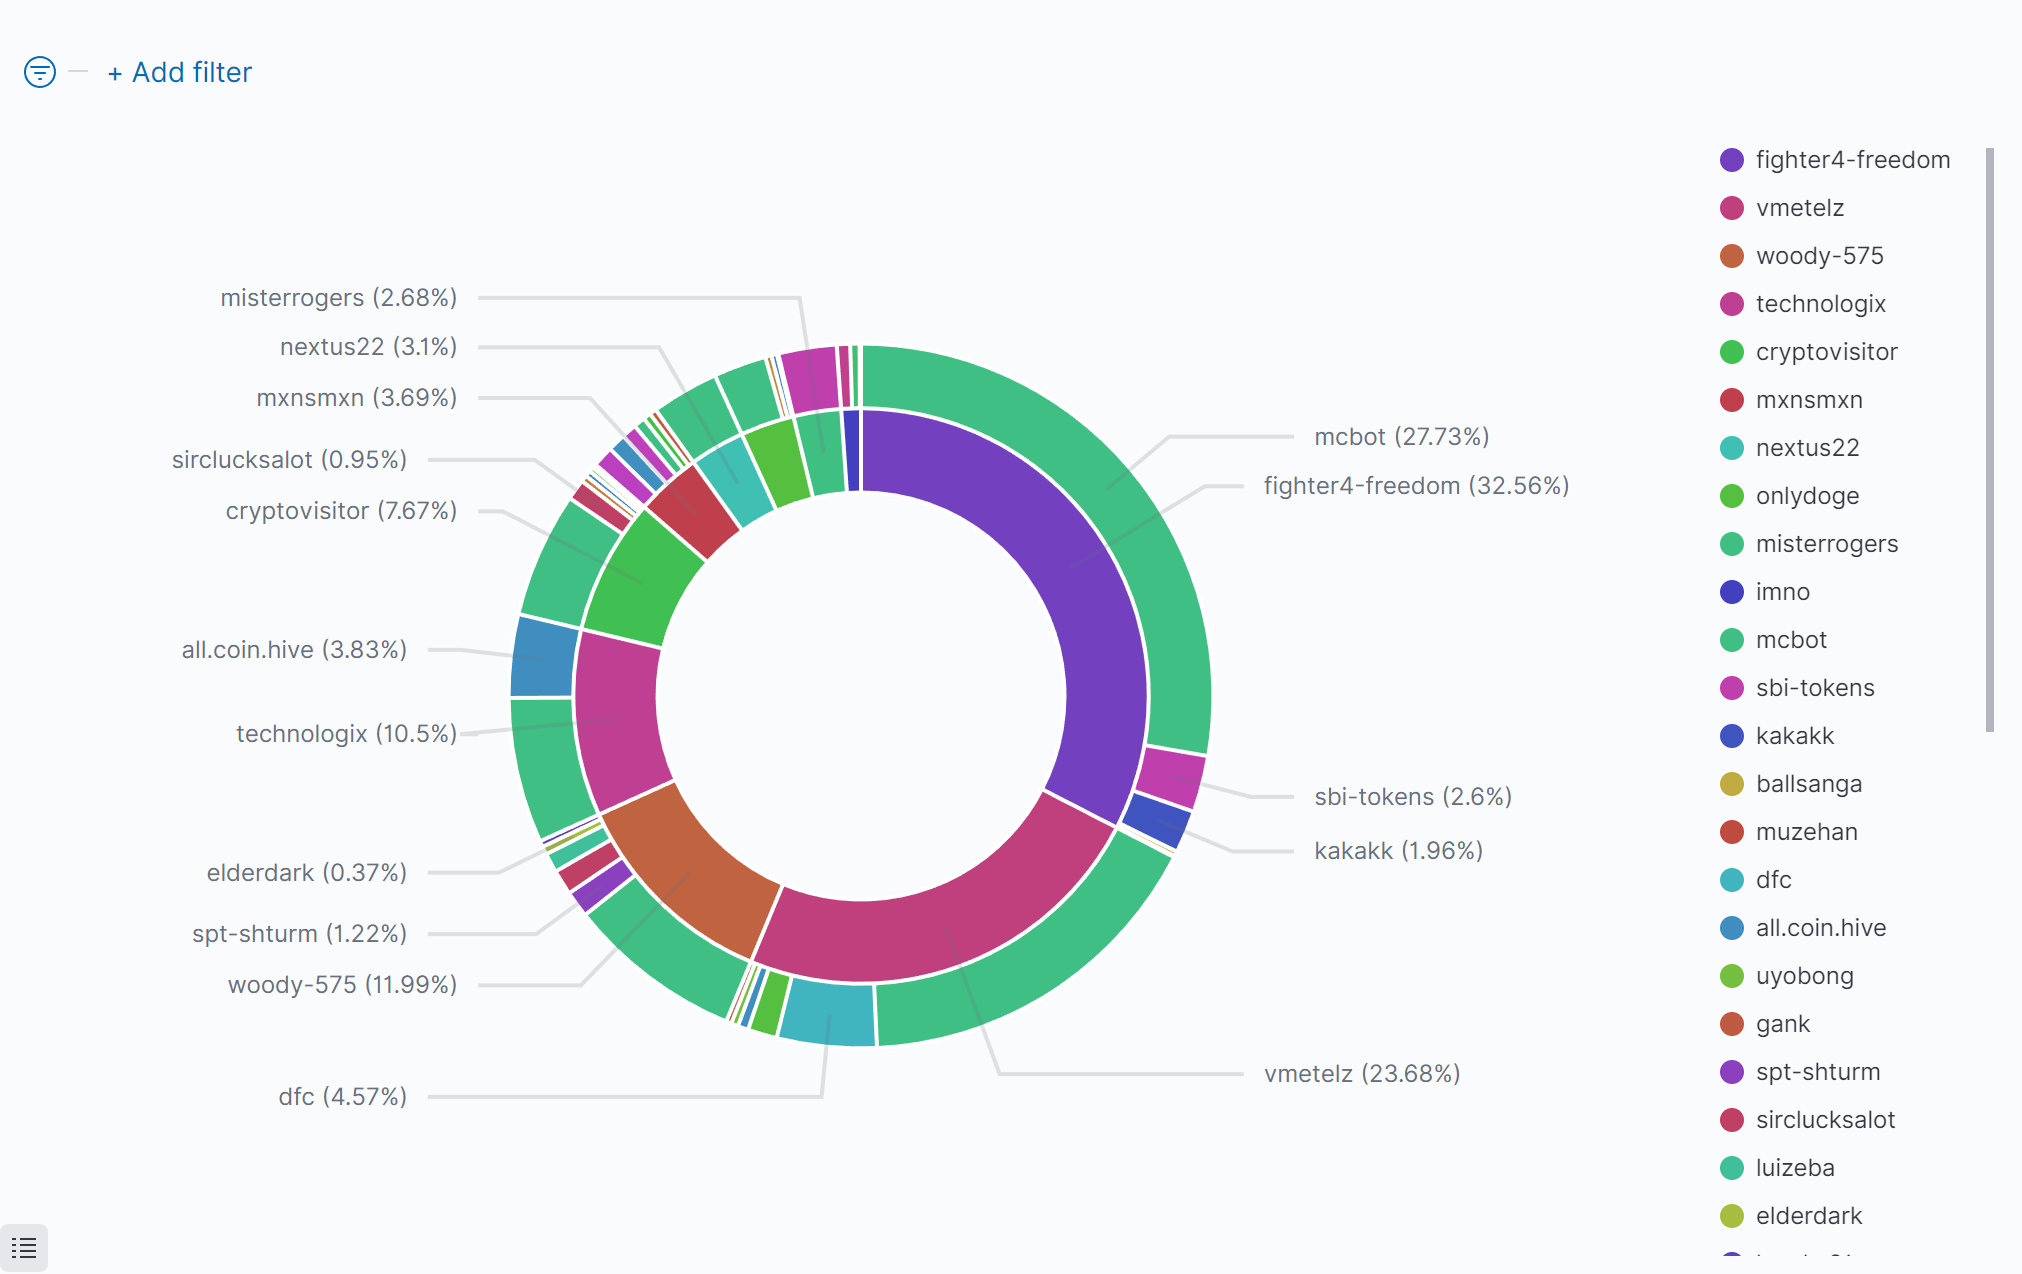 + Add filter
misterrogers (2.68%)
nextus22 (3.1%)
mxnsmxn (3.69%)
sirclucksalot (0.95%)
cryptovisitor (7.67%)
all.coin.hive (3.83%)
technologix (10.5%)
elderdark (0.37%)
spt-shturm (1.22%)
woody-575 (11.99%)
dfc (4.57%)
mcbot (27.73%)
fighter4-freedom (32.56%)
sbi-tokens (2.6%)
kakakk (1.96%)
vmetelz (23.68%)
fighter4-freedom
vmetelz
woody-575
technologix
cryptovisitor
mxnsmxn
nextus22
onlydoge
misterrogers
imno
mcbot
sbi-tokens
kakakk
ballsanga
muzehan
dfc
all.coin.hive
uyobong
gank
spt-shturm
sirclucksalot
luizeba
elderdark